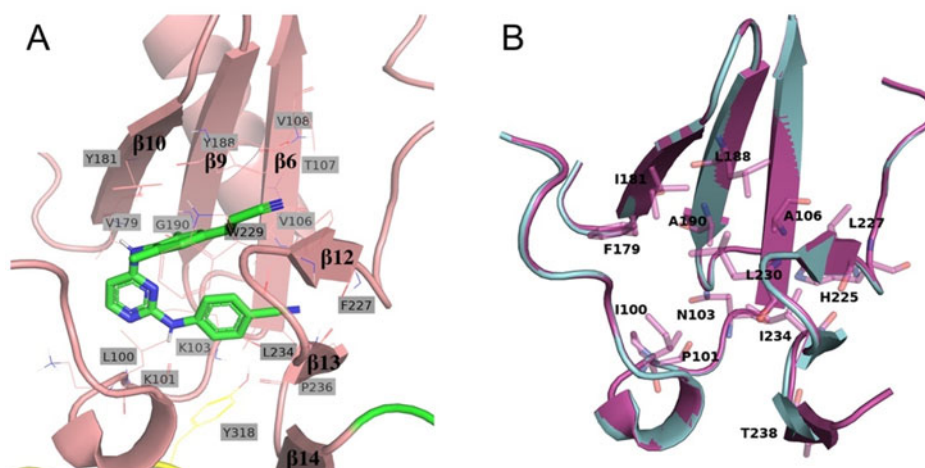 A
β10
Y188
β9
V108
β6
T107
Y181
V179
G190
W229
V106
β12
F227
L100
K103
L234
β13
K101
P236
Y318
β14
B
L188
I181
A190
A106
L227
F179
L230
H225
I100
N103
I234
P101
T238